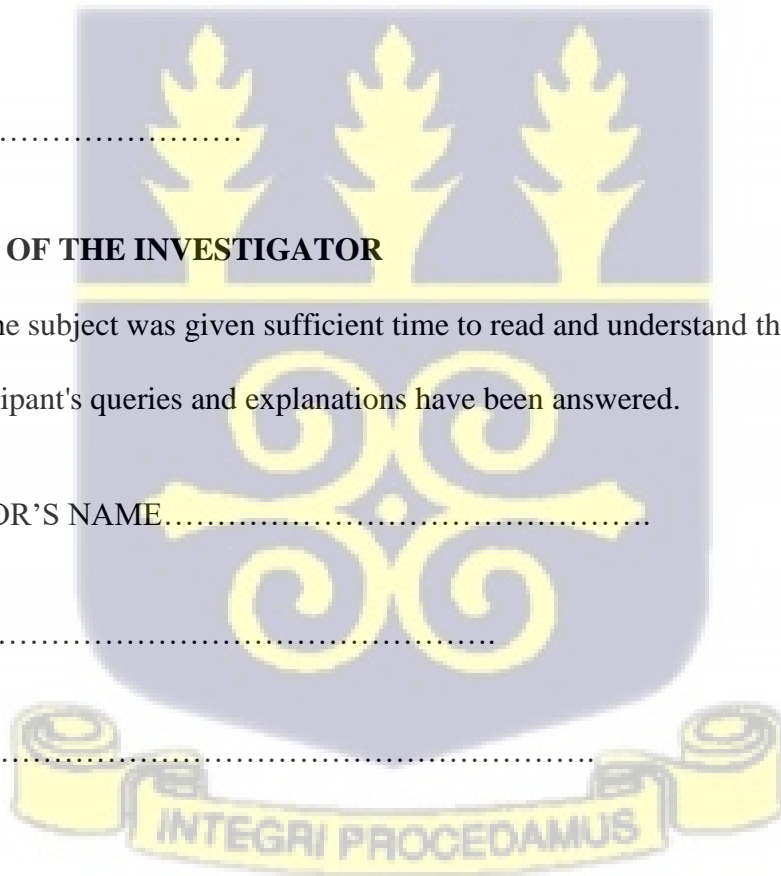 ……………………
OF THE INVESTIGATOR
ne subject was given sufficient time to read and understand th
ipant's queries and explanations have been answered.
OR’S NAME……………………………………….
……………………………………….
……………………………………………….
INTEGRI PROCEDAMUS